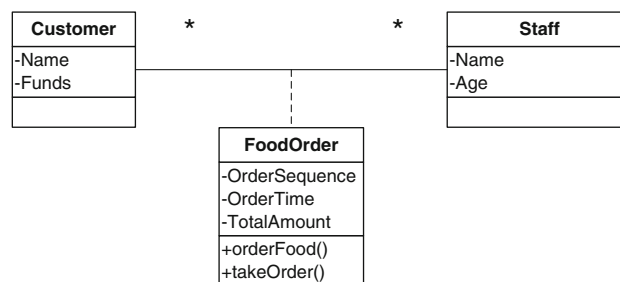 Customer
-Name
-Funds
*
*
Staff
-Name
-Age
FoodOrder
-OrderSequence
-OrderTime
-TotalAmount
+orderFood()
+takeOrder()